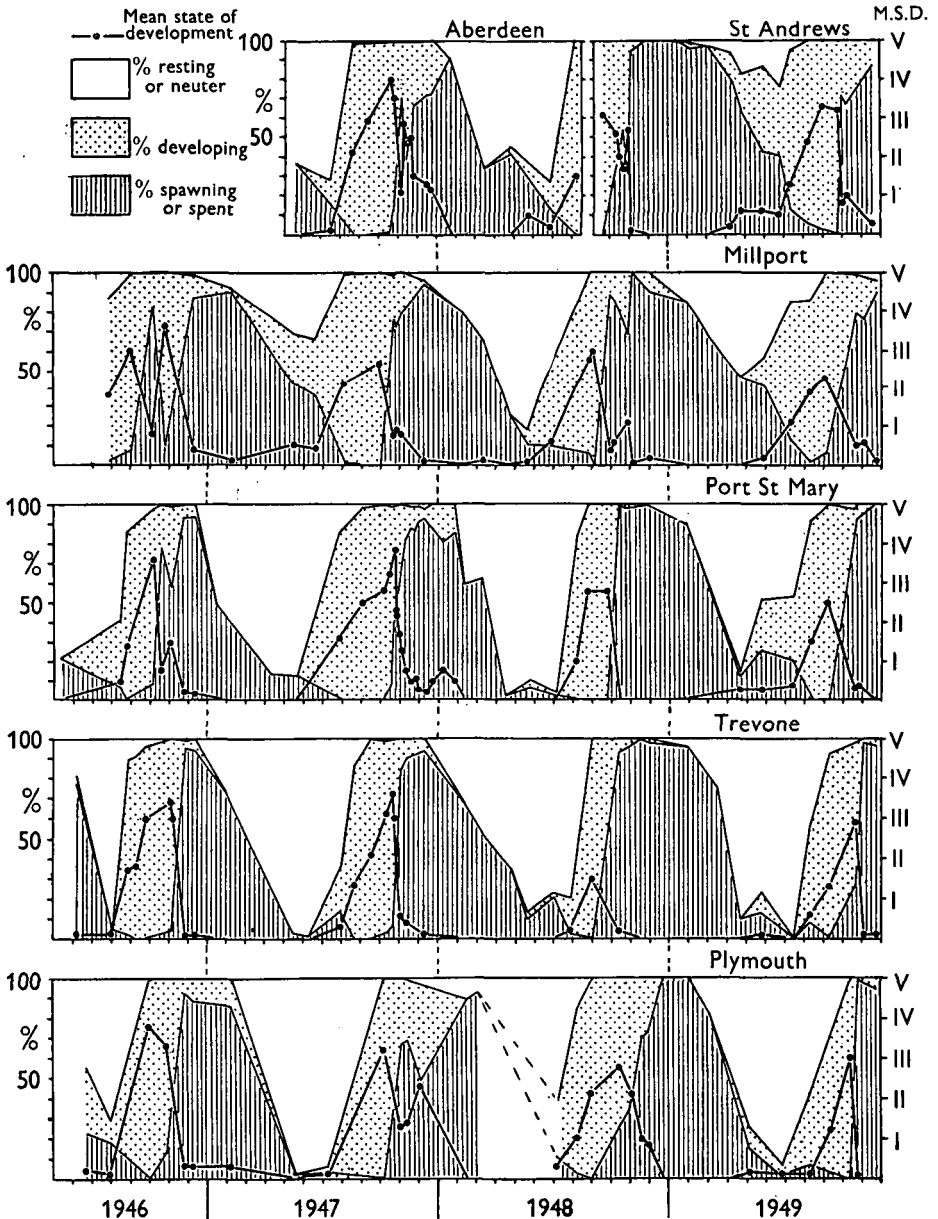 Mean state of
development
% resting
or neuter
% developing
% spawning
or spent
Aberdeen
100
%
50
St Andrews
M.S.D.
V
IV
III
II
I
Millport
100
%
50
V
IV
III
II
I
Port St Mary
100
%
50
V
IV
III
II
I
Trevone
100
%
50
V
IV
III
II
I
Plymouth
100
%
50
V
IV
III
II
I
1946 1947 1948 1949